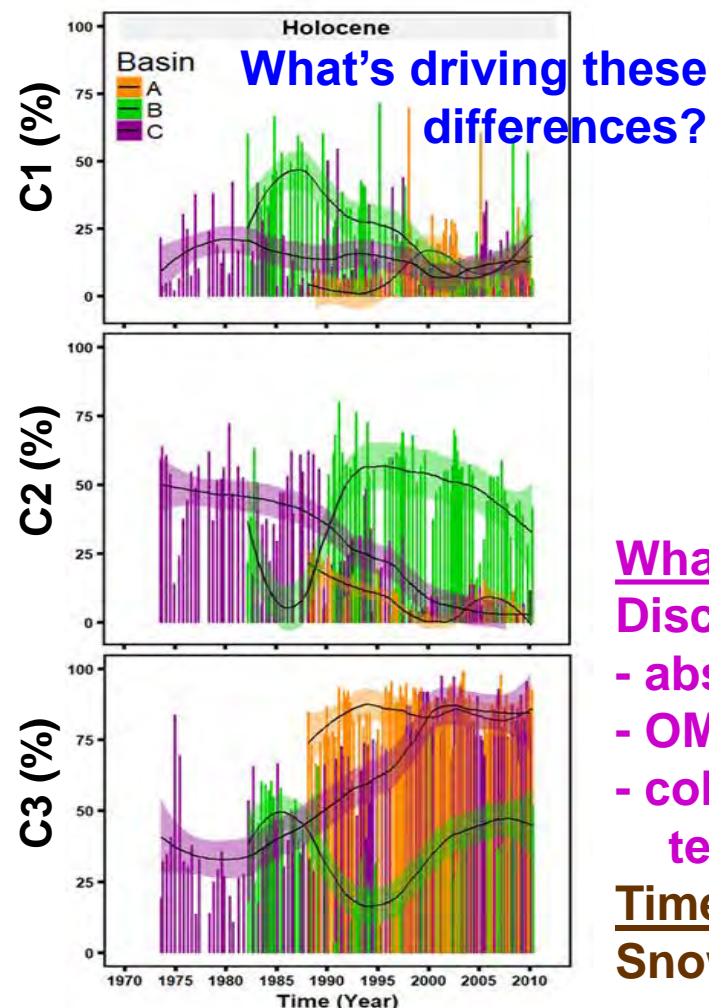 Holocene
What's driving these
differences?
Basin
A
B
C
C1 (%)
100
75
50
25
0
C2 (%)
100
75
50
25
0
C3 (%)
100
75
50
25
0
1970 1975 1980 1985 1990 1995 2000 2005 2010
Time (Year)
Disc
- abs
- OM
- col
te
Time